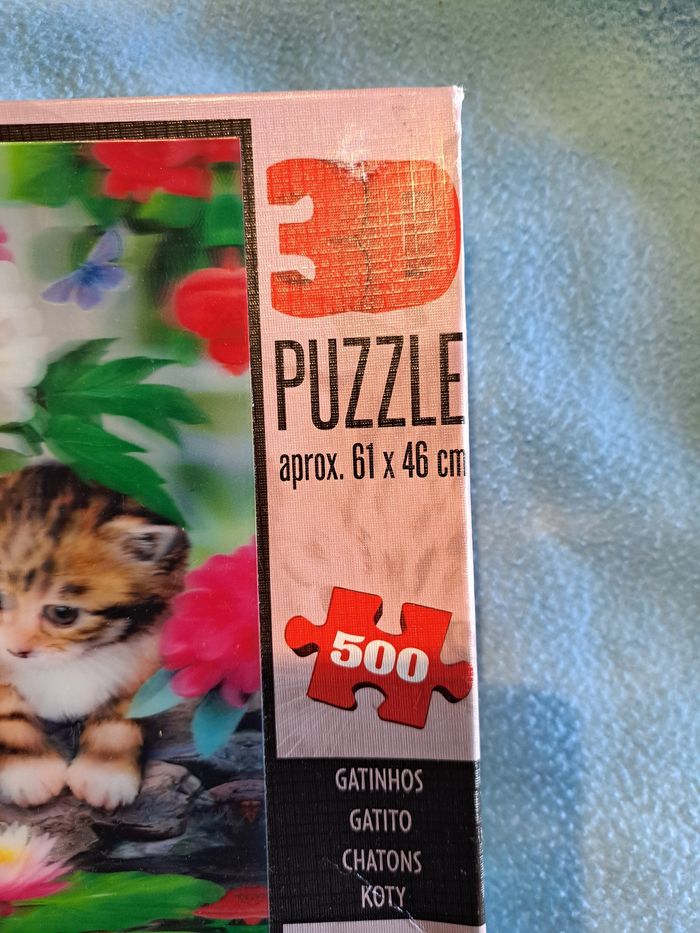 3D
PUZZLE
aprox. 61 x 46 cm
500
GATINHOS
GATITO
CHATONS
KOTY